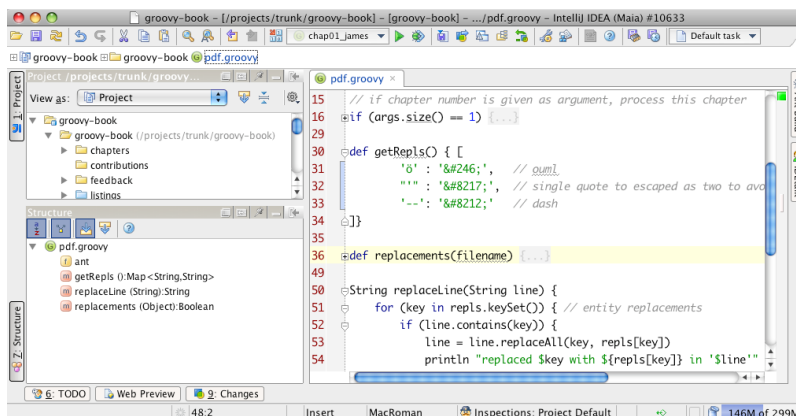 groovy-book - [/projects/trunk/groovy-book] - [groovy-book] - .../pdf.groovy - IntelliJ IDEA (Maia) #10633
chap01_james
Default task
groovy-book groovy-book pdf.groovy
1: Project
Project /projects/trunk/groovy...
View as: Project
groovy-book
groovy-book (/projects/trunk/groovy-book)
chapters
contributions
feedback
listings
Structure
pdf.groovy
ant
getRepls ():Map<String,String>
replaceLine (String):String
replacements (Object):Boolean
Z: Structure
pdf.groovy ×
15 // if chapter number is given as argument, process this chapter
16 if (args.size() == 1) {...}
29
30 def getRepls() { [
31 'ö' : '&#246;', // ouml
32 "'" : '&#8217;', // single quote to escaped as two to avo
33 '--': '&#8212;' // dash
34 ]}
35
36 def replacements(filename) {...}
49
50 String replaceLine(String line) {
51 for (key in repls.keySet()) { // entity replacements
52 if (line.contains(key)) {
53 line = line.replaceAll(key, repls[key])
54 println "replaced $key with ${repls[key]} in '$line'"
6: TODO Web Preview 9: Changes
48:2 Insert MacRoman Inspections: Project Default 146M of 299M